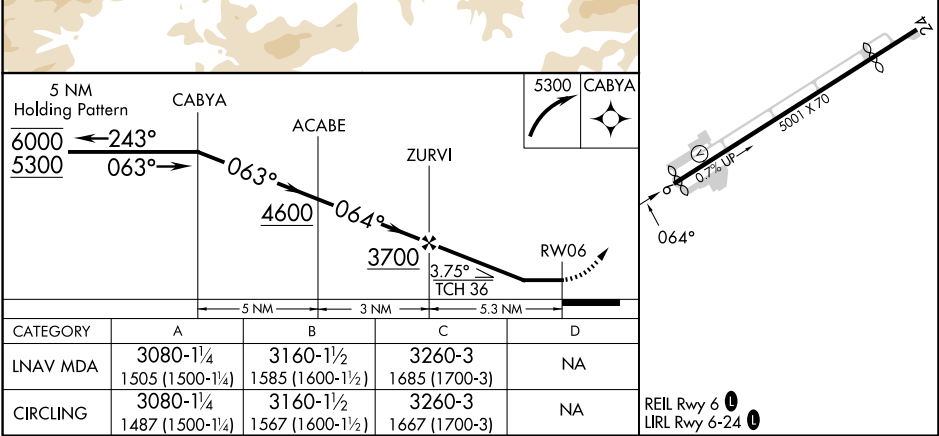 5 NM
Holding Pattern
CABYA
6000
5300
243°
063°
063°
ACABE
4600
064°
ZURVI
3700
3.75°
TCH 36
RW06
5300
CABYA
5 NM
3 NM
5.3 NM
CATEGORY A B C D
LNAV MDA 3080-1¼ 3160-1½ 3260-3 NA
1505 (1500-1¼) 1585 (1600-1½) 1685 (1700-3)
CIRCLING 3080-1¼ 3160-1½ 3260-3 NA
1487 (1500-1¼) 1567 (1600-1½) 1667 (1700-3)
24
5001 X 70
0.7% UP
V
6
064°
REIL Rwy 6 L
LIRL Rwy 6-24 L